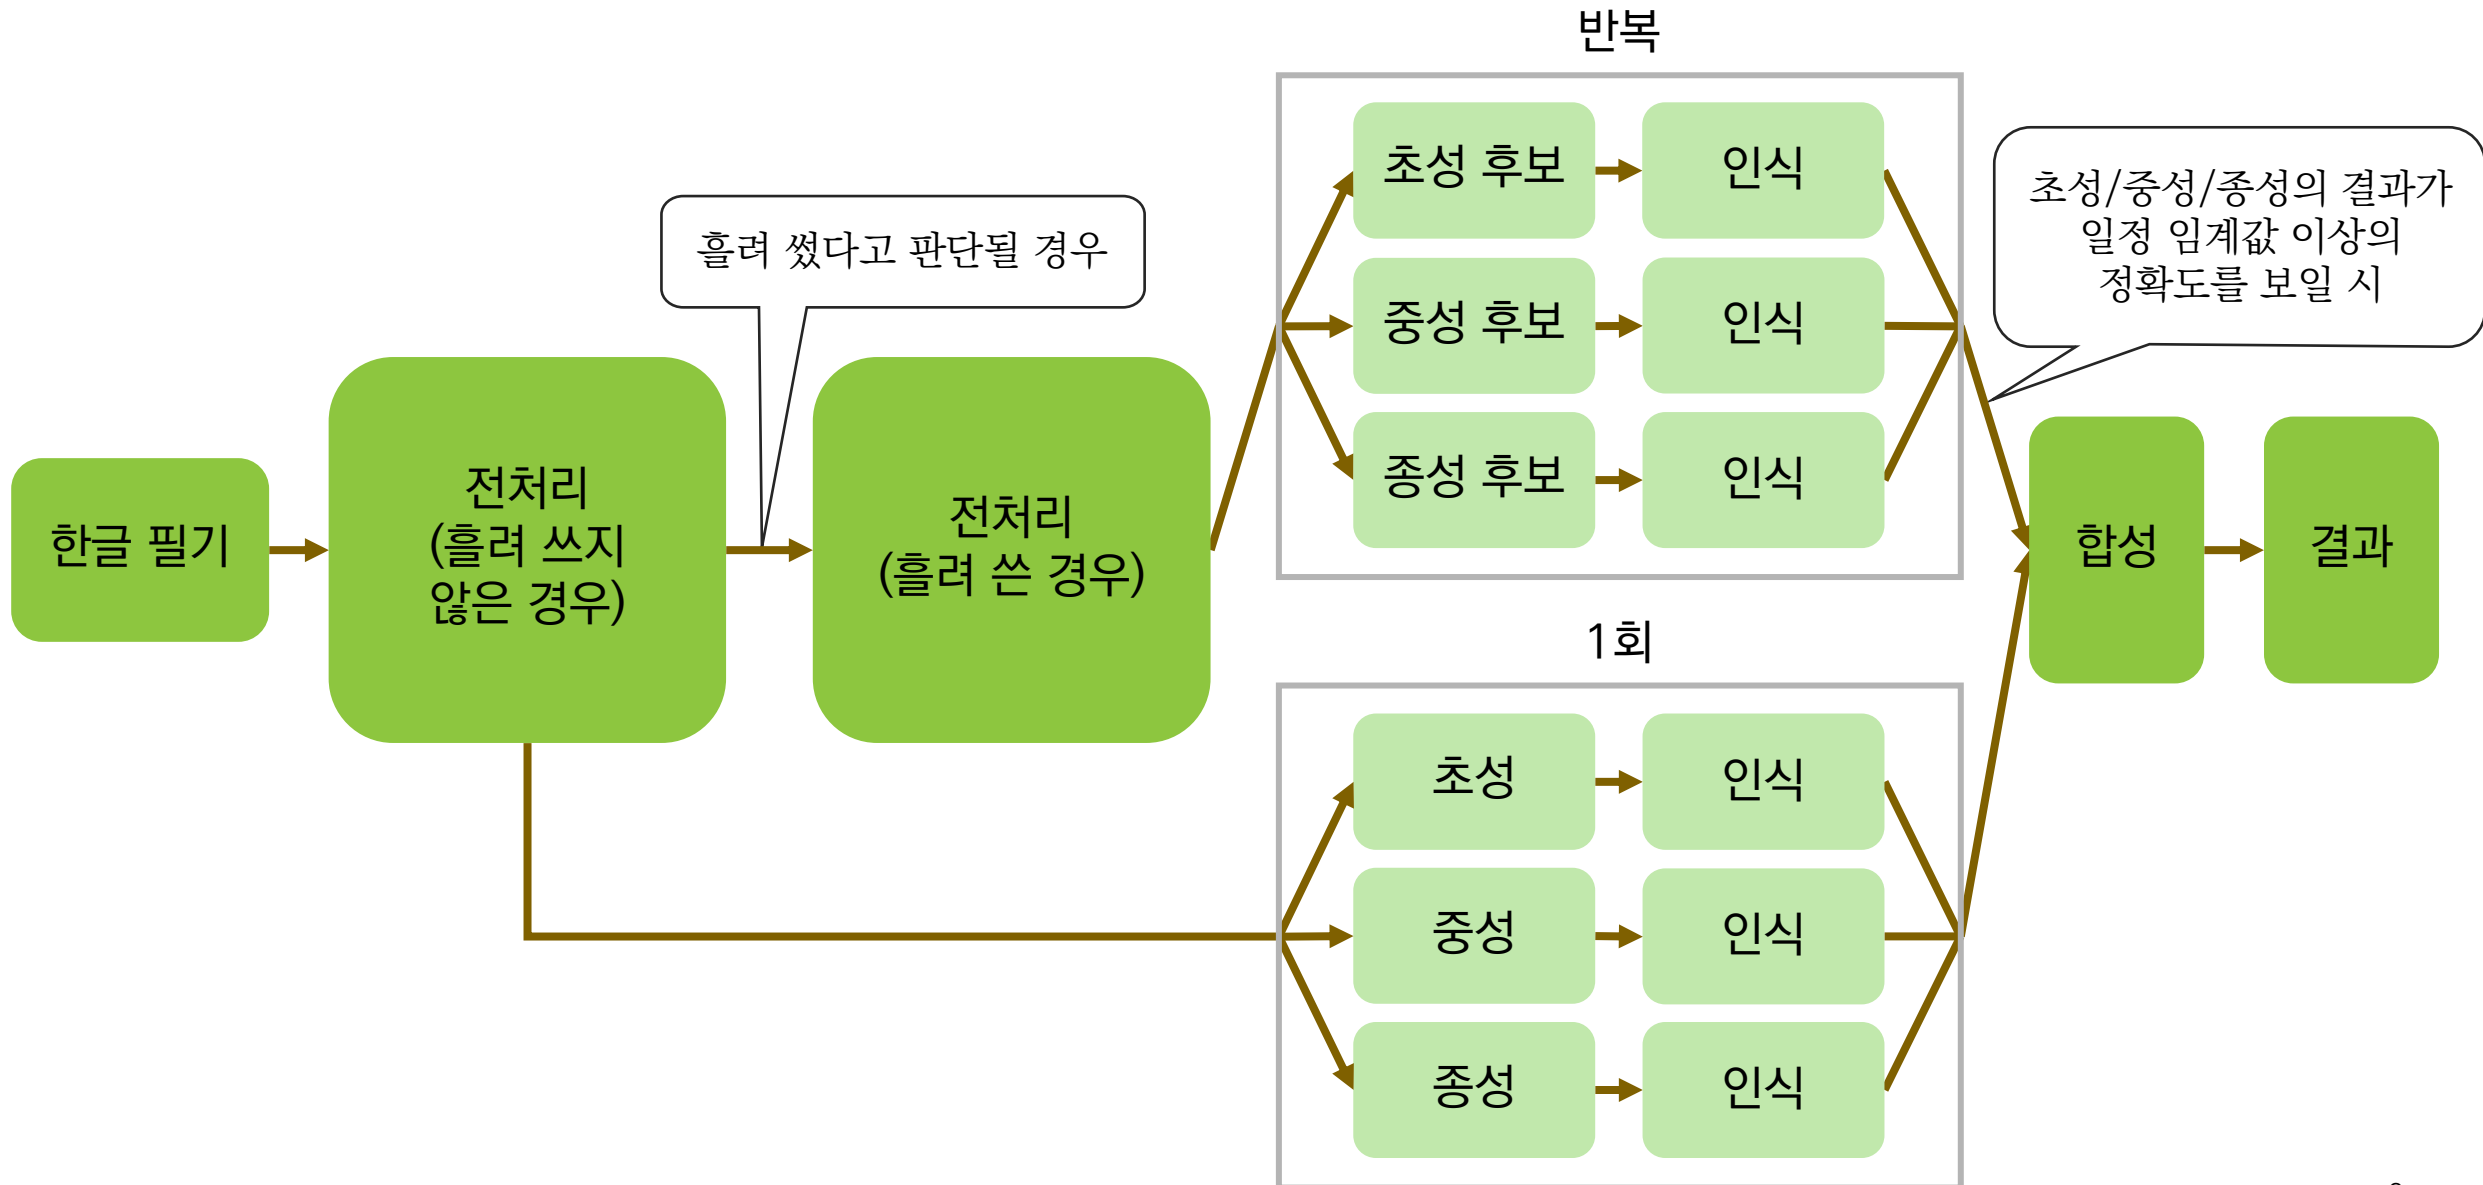 반복
초성 후보
인식
초성/중성/종성의 결과가
일정 임계값 이상의
정확도를 보일 시
흘려 썼다고 판단될 경우
중성 후보
인식
종성 후보
인식
한글 필기
전처리
(흘려 쓰지
않은 경우)
전처리
(흘려 쓴 경우)
합성
결과
1회
초성
인식
중성
인식
종성
인식